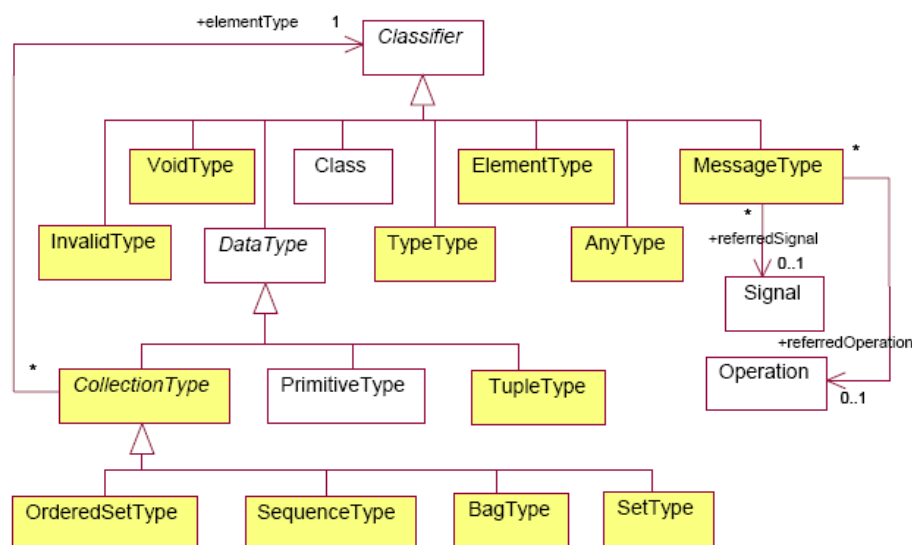 +elementType
1
Classifier
VoidType
Class
ElementType
MessageType
*
InvalidType
DataType
TypeType
AnyType
*
+referredSignal
0..1
Signal
+referredOperation
*
CollectionType
PrimitiveType
TupleType
Operation
0..1
OrderedSetType
SequenceType
BagType
SetType